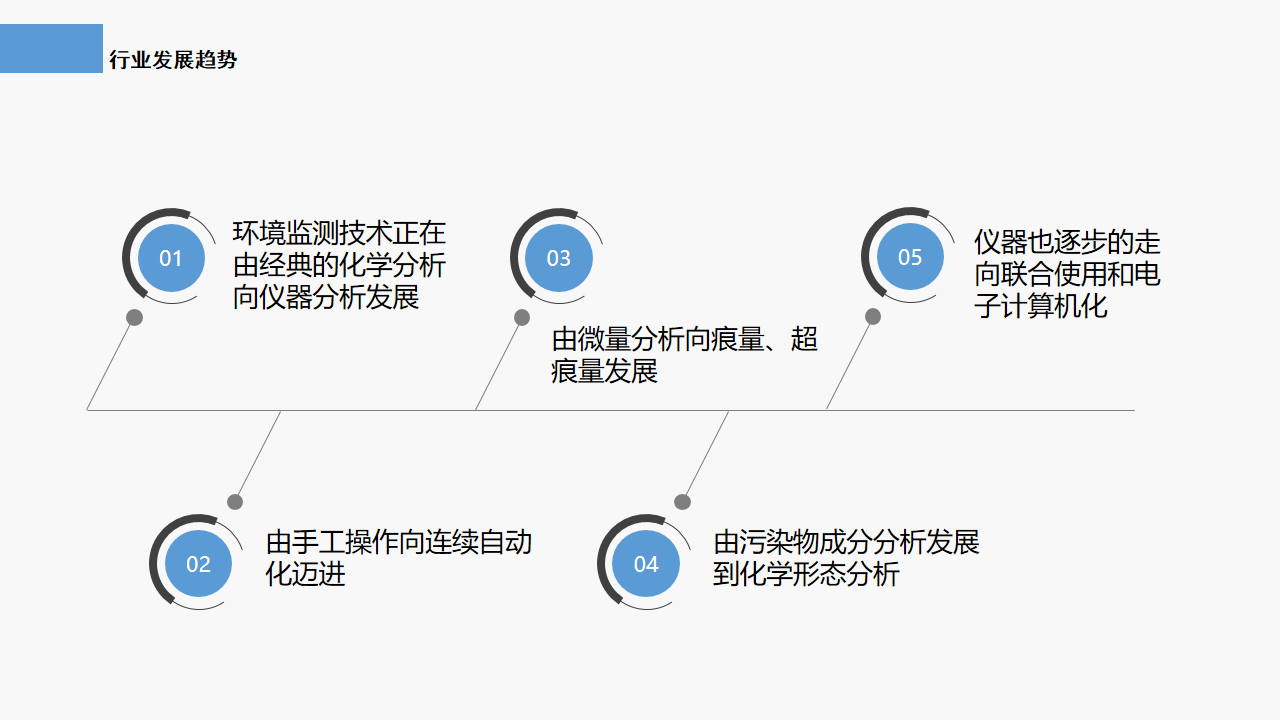 行业发展趋势
01
环境监测技术正在
由经典的化学分析
向仪器分析发展
02
由手工操作向连续自动
化迈进
03
由微量分析向痕量、超
痕量发展
04
由污染物成分分析发展
到化学形态分析
05
仪器也逐步的走
向联合使用和电
子计算机化